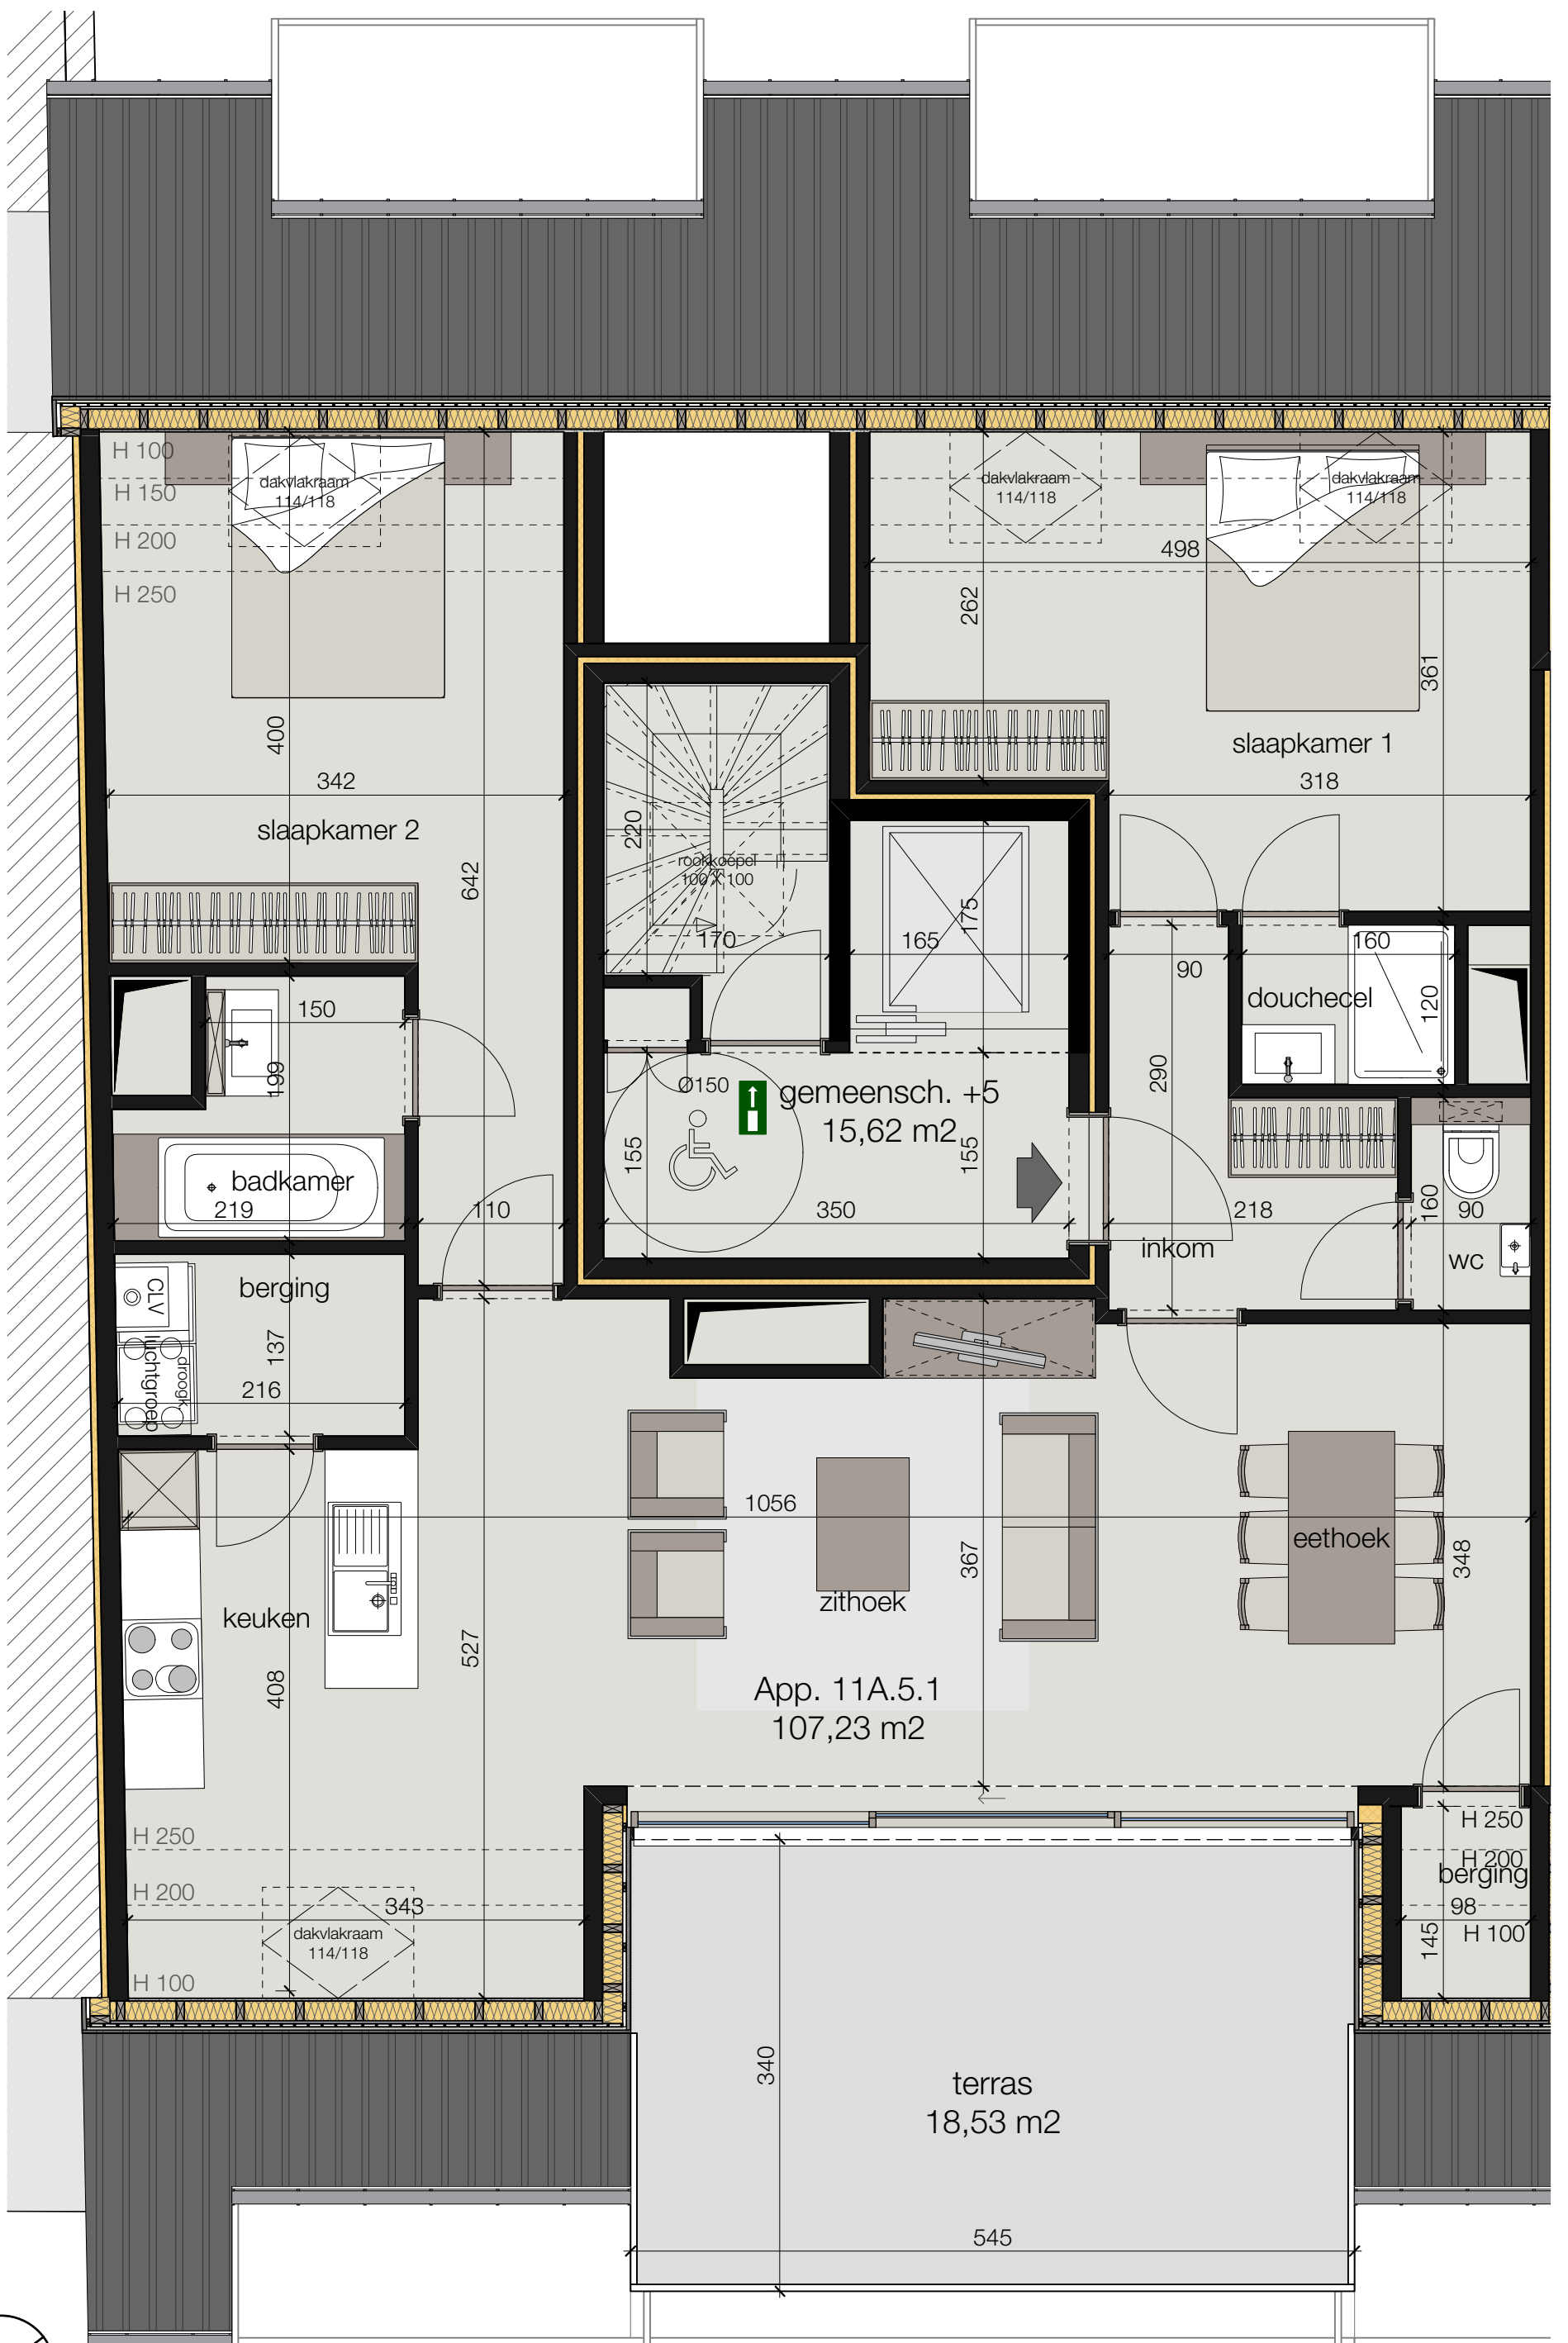 H 100
H 150
H 200
H 250
dakvlakraam
114/118
dakvlakraam
114/118
dakvlakraam
114/118
498
262
361
400
342
slaapkamer 2
642
slaapkamer 1
318
220
rookkoepel
100 X 100
170
165
175
90
160
douchecel
120
150
199
290
Ø150
gemeensch. +5
15,62 m2
155
155
350
badkamer
219
110
218
inkom
160
90
wc
berging
CLV
luchtgroep
droogk.
137
216
1056
keuken
408
527
zithoek
367
eethoek
348
App. 11A.5.1
107,23 m2
H 250
H 200
H 100
343
dakvlakraam
114/118
H 250
H 200
berging
98
H 100
145
340
terras
18,53 m2
545